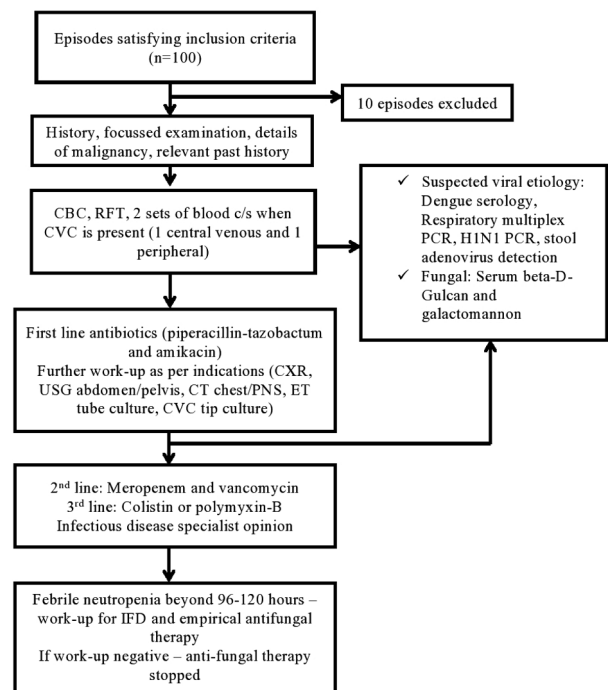 Episodes satisfying inclusion criteria
(n=100)
10 episodes excluded
History, focussed examination, details
of malignancy, relevant past history
CBC, RFT, 2 sets of blood c/s when
CVC is present (1 central venous and 1
peripheral)
✓ Suspected viral etiology:
Dengue serology,
Respiratory multiplex
PCR, H1N1 PCR, stool
adenovirus detection
✓ Fungal: Serum beta-D-
Gulcan and
galactomannon
First line antibiotics (piperacillin-tazobactum
and amikacin)
Further work-up as per indications (CXR,
USG abdomen/pelvis, CT chest/PNS, ET
tube culture, CVC tip culture)
2nd line: Meropenem and vancomycin
3rd line: Colistin or polymyxin-B
Infectious disease specialist opinion
Febrile neutropenia beyond 96-120 hours –
work-up for IFD and empirical antifungal
therapy
If work-up negative – anti-fungal therapy
stopped